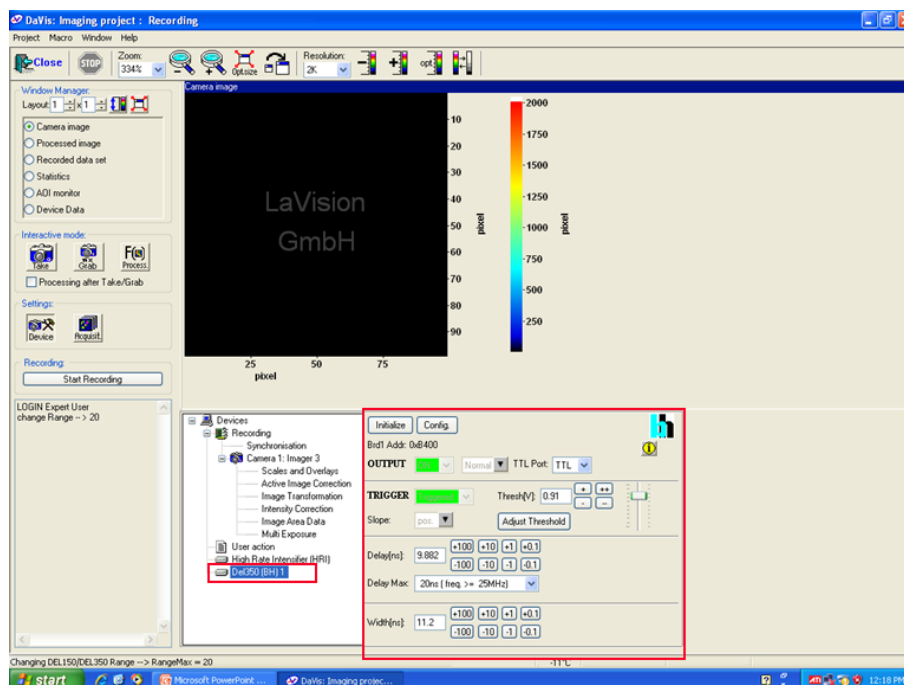 DaVis: Imaging project : Recording
Project Macro Window Help
Close STOP Zoom: 334% Opt.size Resolution: 2K opt.
Window Manager:
Layout: 1 x 1
Camera image
Processed image
Recorded data set
Statistics
AOI monitor
Device Data
Interactive mode:
Take Grab F(n) Process.
Processing after Take/Grab
Settings:
Device Acquisit.
Recording:
Start Recording
LOGIN Expert User
change Range --> 20
Camera image
LaVision
GmbH
10
20
30
40
50
60
70
80
90
pixel
25 50 75
pixel
2000
1750
1500
1250
1000
750
500
250
pixel
Devices
Recording
Synchronisation
Camera 1: Imager 3
Scales and Overlays
Active Image Correction
Image Transformation
Intensity Correction
Image Area Data
Multi Exposure
User action
High Rate Intensifier (HRI)
Del350 (BH) 1
Initialize Config.
Brd1 Addr: 0xB400
OUTPUT Normal TTL Port: TTL
TRIGGER Thresh[V]: 0.91 + ++
- --
Slope: pos. Adjust Threshold
Delay[ns]: 9.882 +100 +10 +1 +0.1
-100 -10 -1 -0.1
Delay Max: 20ns ( freq. >= 25MHz)
Width[ns]: 11.2 +100 +10 +1 +0.1
-100 -10 -1 -0.1
Changing DEL150/DEL350 Range --> RangeMax = 20
-11°C
start Microsoft PowerPoint ... DaVis: Imaging projec... 12:18 PM